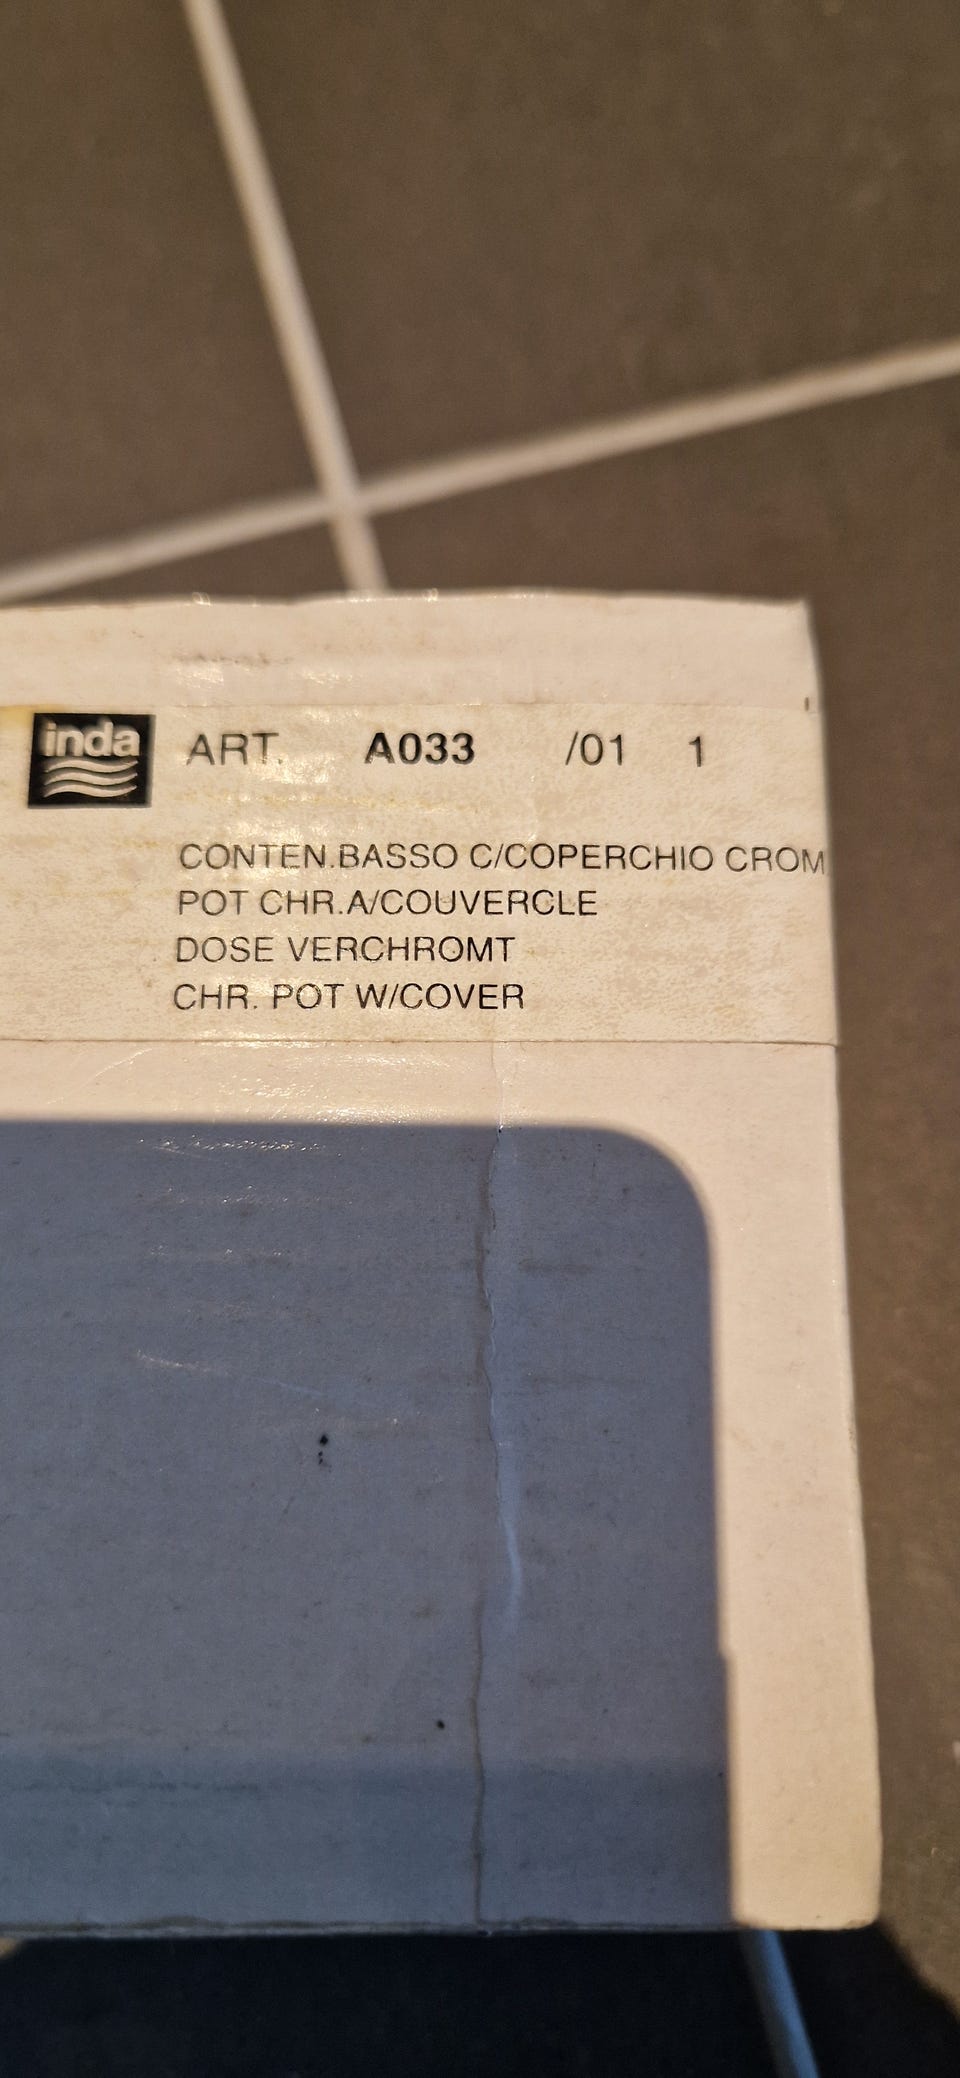 inda ART. A033 /01 1
CONTEN.BASSO C/COPERCHIO CROM
POT CHR.A/COUVERCLE
DOSE VERCHROMT
CHR. POT W/COVER